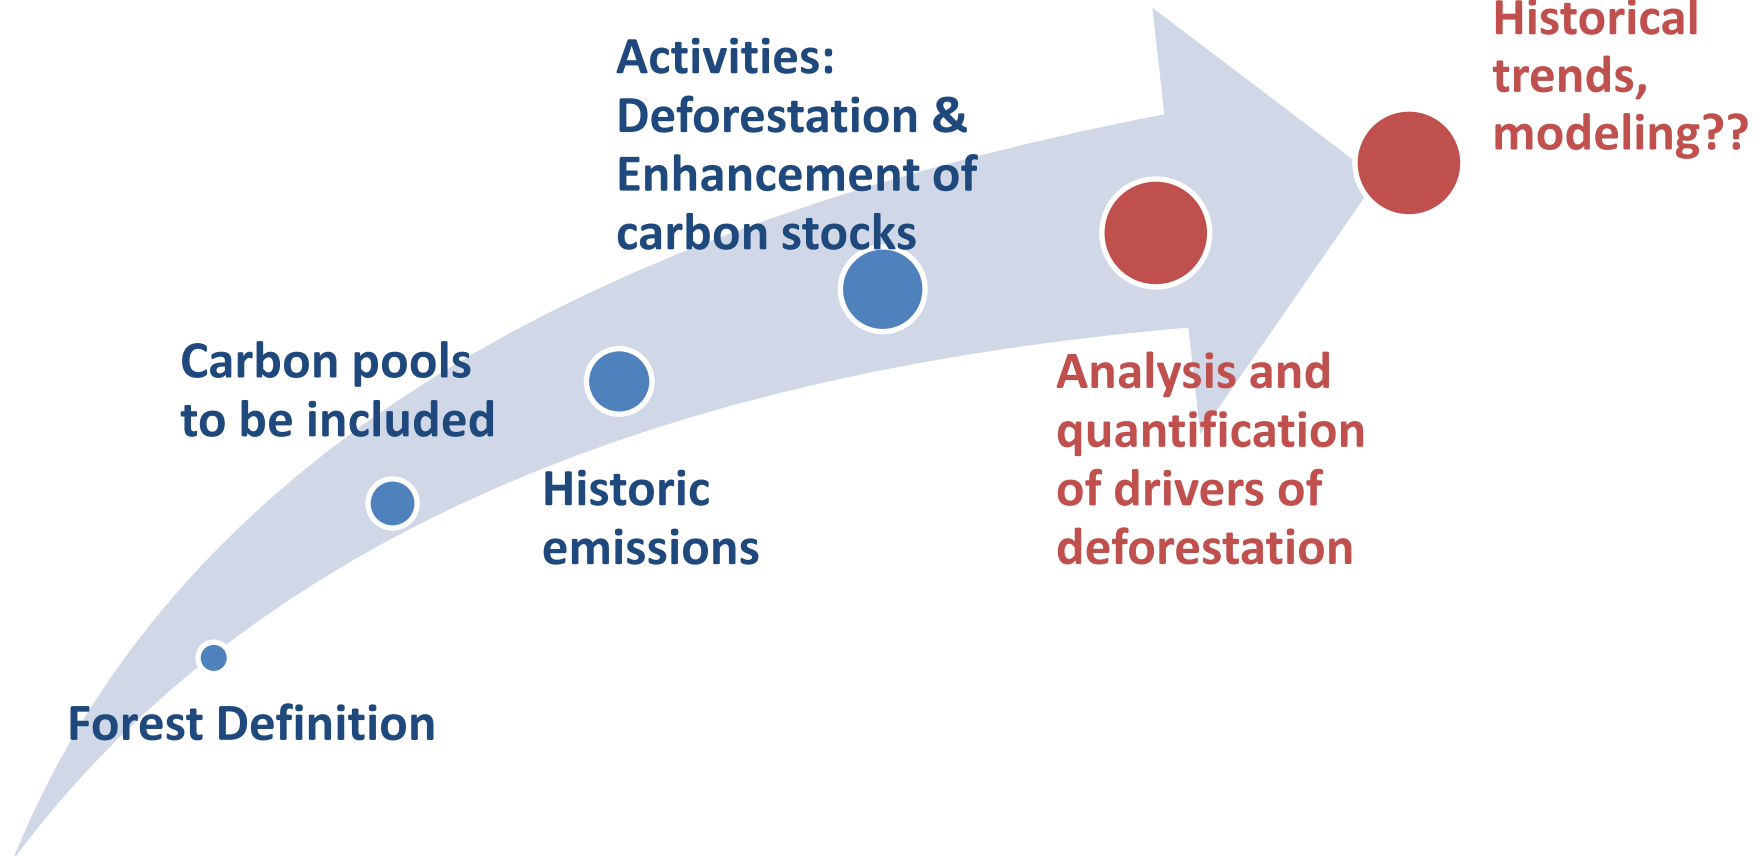 Historical
trends,
modeling??
Activities:
Deforestation &
Enhancement of
carbon stocks
Carbon pools
to be included
Analysis and
quantification
of drivers of
deforestation
Historic
emissions
Forest Definition